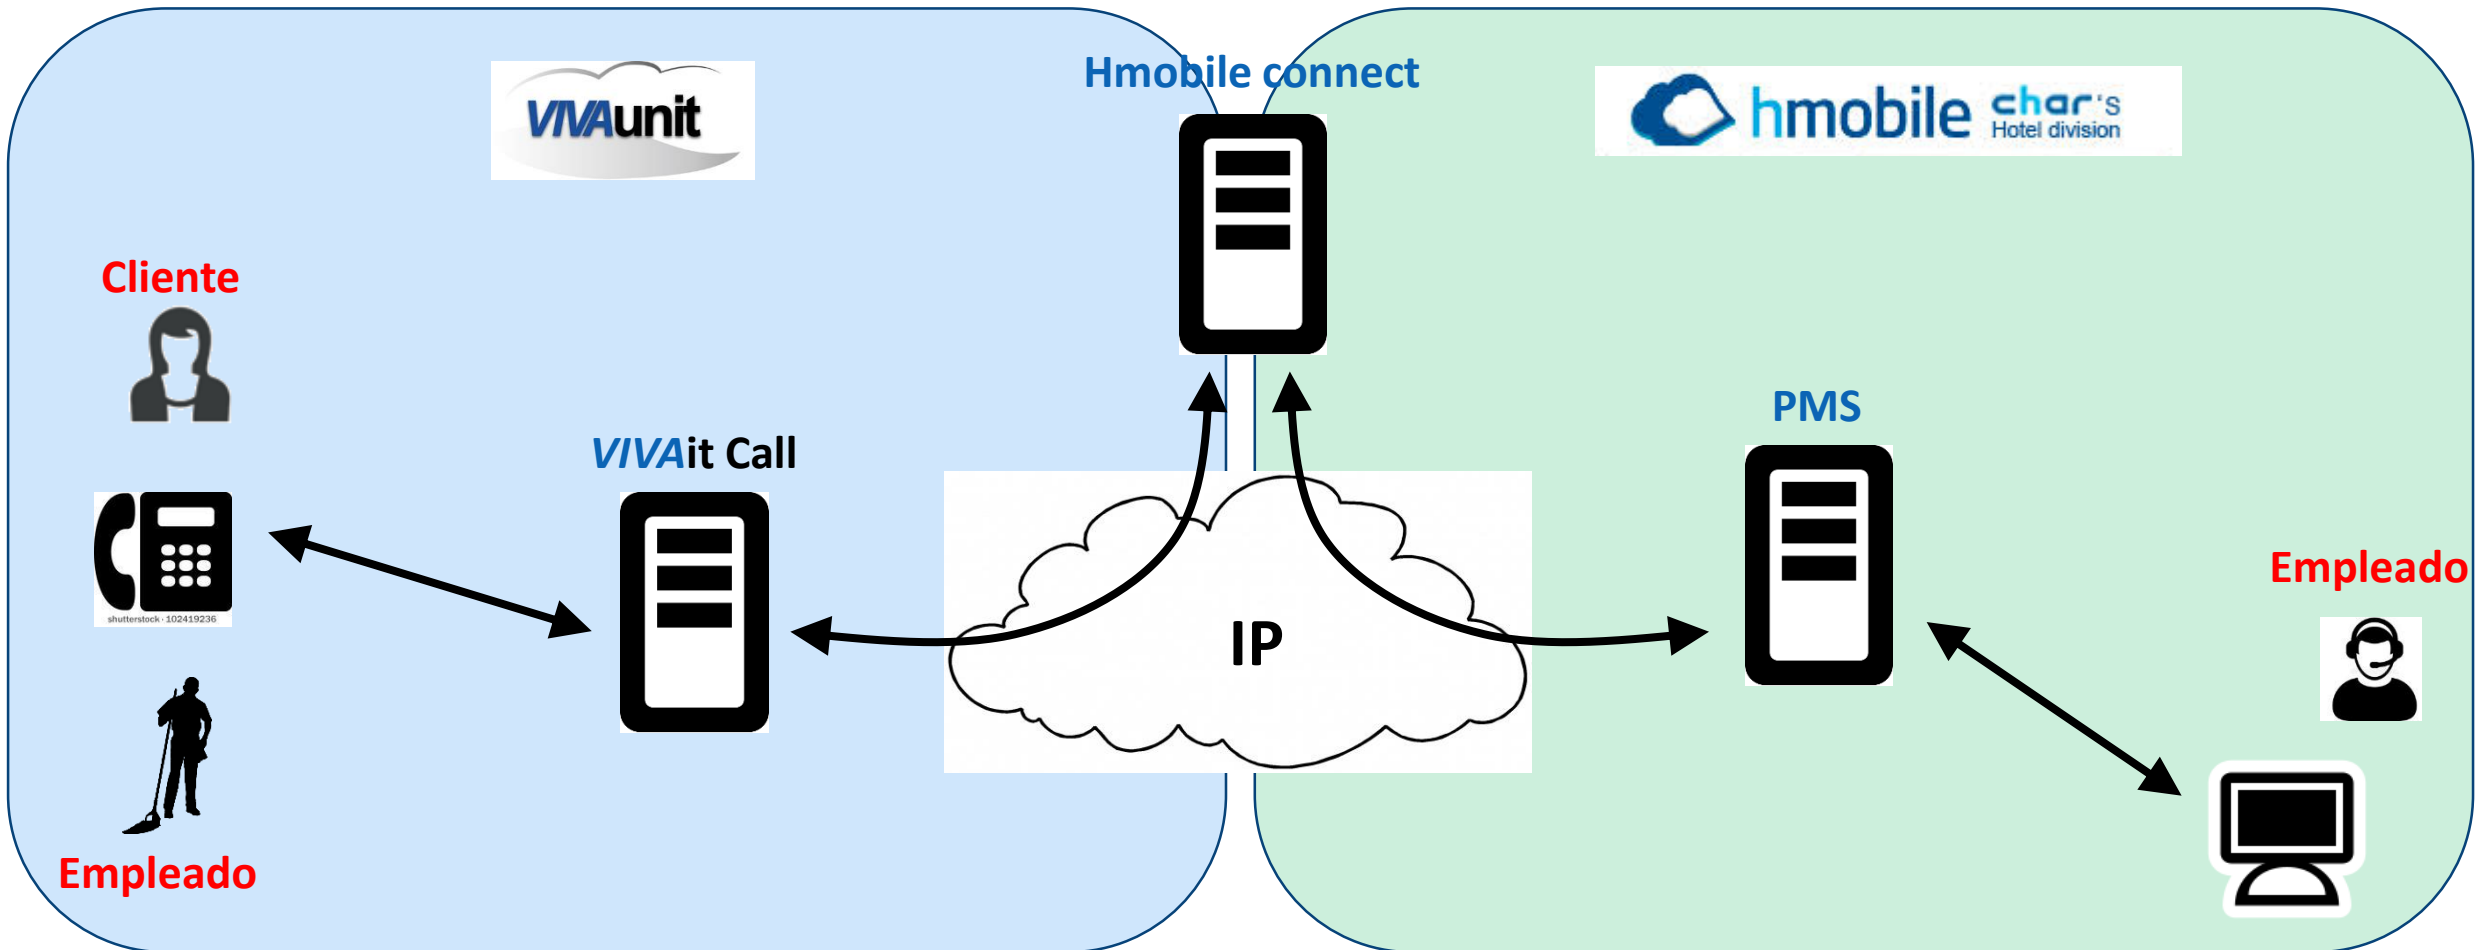 Hmobile connect
VIVAunit
hmobile char's
Hotel division
Cliente
PMS
VIVAit Call
shutterstock · 102419236
Empleado
IP
Empleado